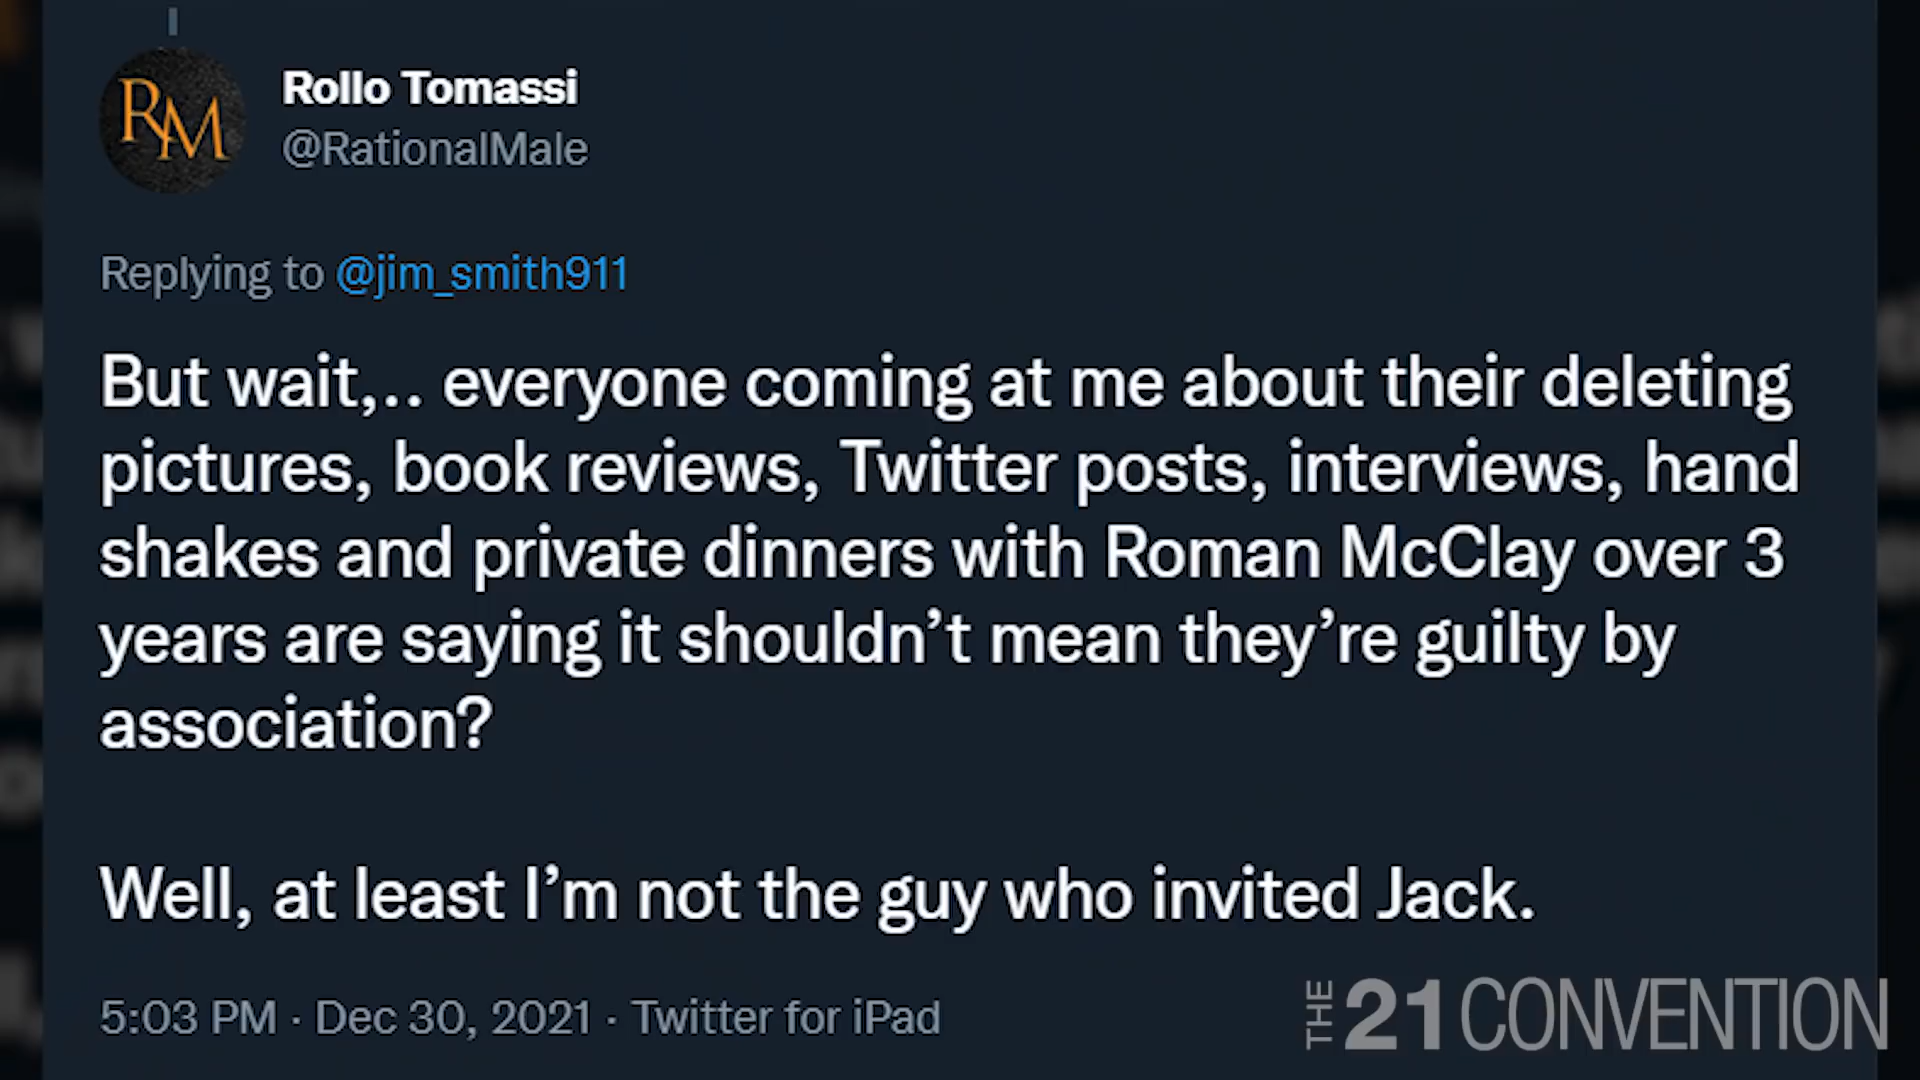 RM
Rollo Tomassi
@RationalMale
Replying to @jim_smith911
But wait,.. everyone coming at me about their deleting
pictures, book reviews, Twitter posts, interviews, hand
shakes and private dinners with Roman McClay over 3
years are saying it shouldn’t mean they’re guilty by
association?
Well, at least I’m not the guy who invited Jack.
5:03 PM · Dec 30, 2021 · Twitter for iPad
THE 21 CONVENTION